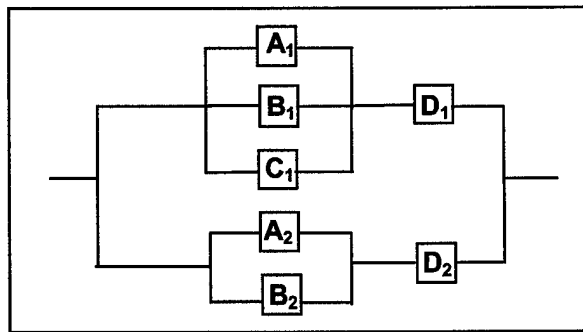 A₁
B₁ D₁
C₁
A₂
D₂
B₂